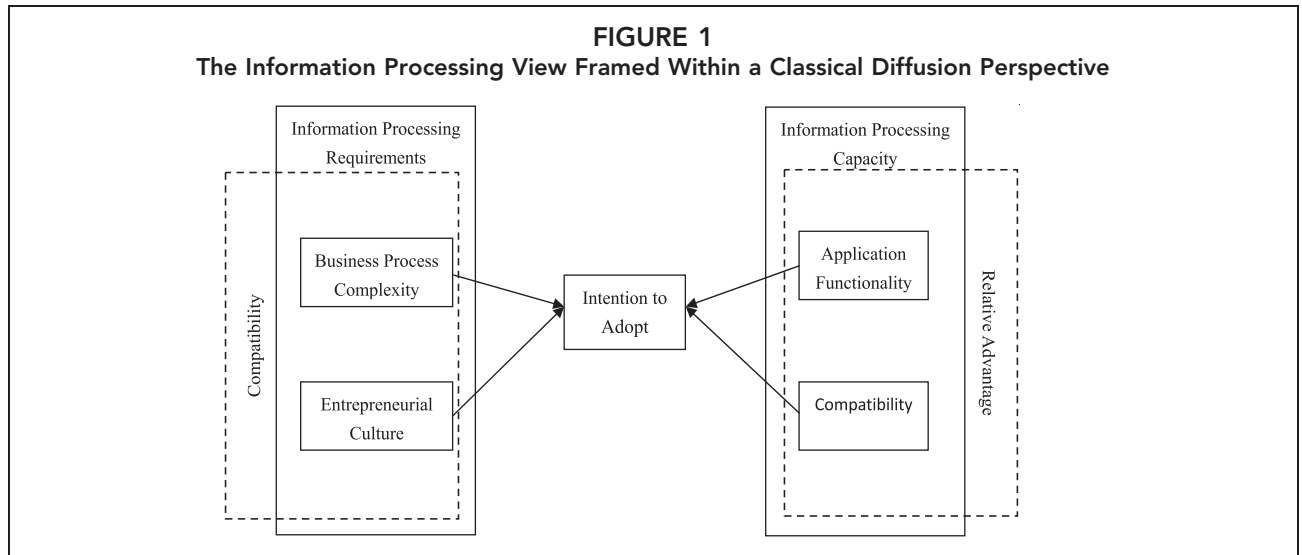 FIGURE 1
The Information Processing View Framed Within a Classical Diffusion Perspective
Information Processing
Requirements
Compatibility
Business Process
Complexity
Entrepreneurial
Culture
Intention to
Adopt
Information Processing
Capacity
Application
Functionality
Compatibility
Relative Advantage